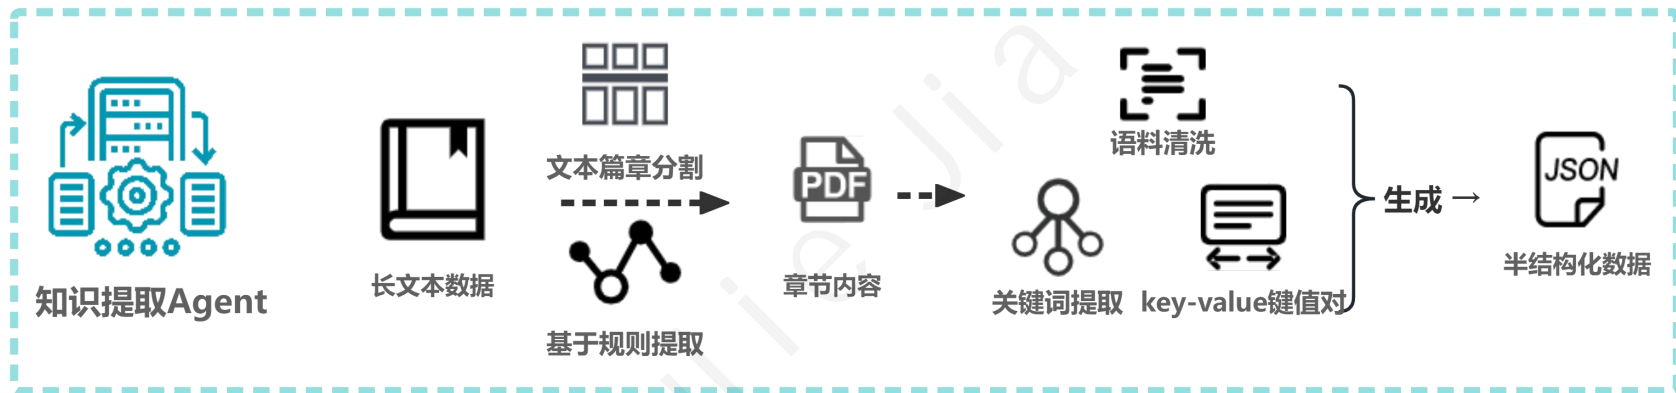 知识提取Agent
长文本数据
文本篇章分割
基于规则提取
PDF
章节内容
语料清洗
关键词提取
key-value键值对
生成
JSON
半结构化数据